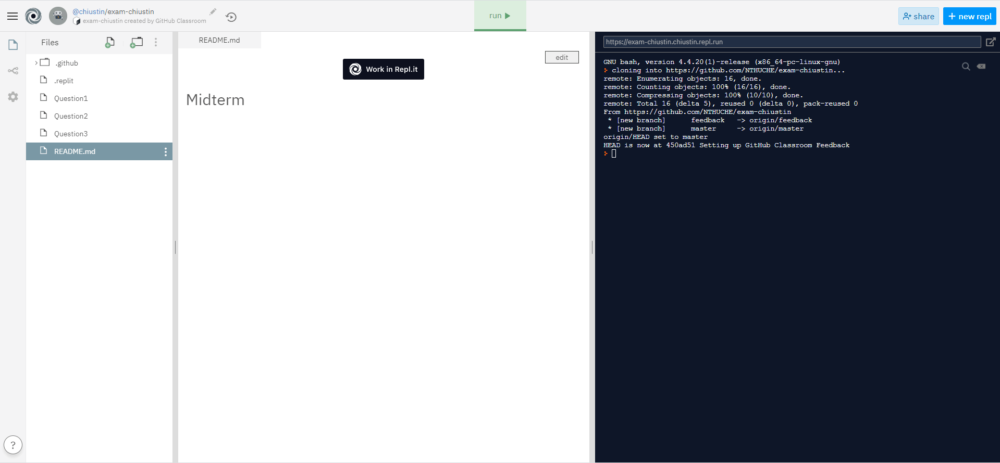 @chiustin/exam-chiustin
exam-chiustin created by GitHub Classroom
run
share
+ new repl
Files
.github
.replit
Question1
Question2
Question3
README.md
README.md
edit
Work in Repl.it
Midterm
https://exam-chiustin.chiustin.repl.run
GNU bash, version 4.4.20(1)-release (x86_64-pc-linux-gnu)
cloning into https://github.com/NTHUCHE/exam-chiustin...
remote: Enumerating objects: 16, done.
remote: Counting objects: 100% (16/16), done.
remote: Compressing objects: 100% (10/10), done.
remote: Total 16 (delta 5), reused 0 (delta 0), pack-reused 0
From https://github.com/NTHUCHE/exam-chiustin
 * [new branch]      feedback   -> origin/feedback
 * [new branch]      master     -> origin/master
origin/HEAD set to master
HEAD is now at 450ad51 Setting up GitHub Classroom Feedback
?